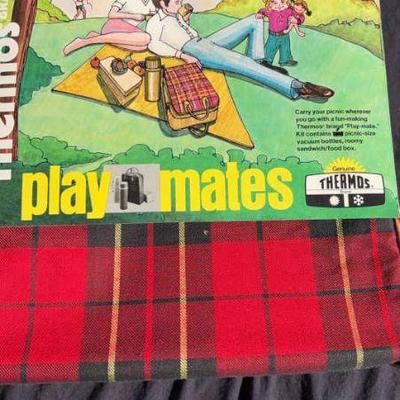 Thermos
Carry your picnic wherever
you go with a fun-making
Thermos brand "Play-mate."
Kit contains picnic-size
vacuum bottles, roomy
sandwich/food box.
play mates
Genuine
THERMOS